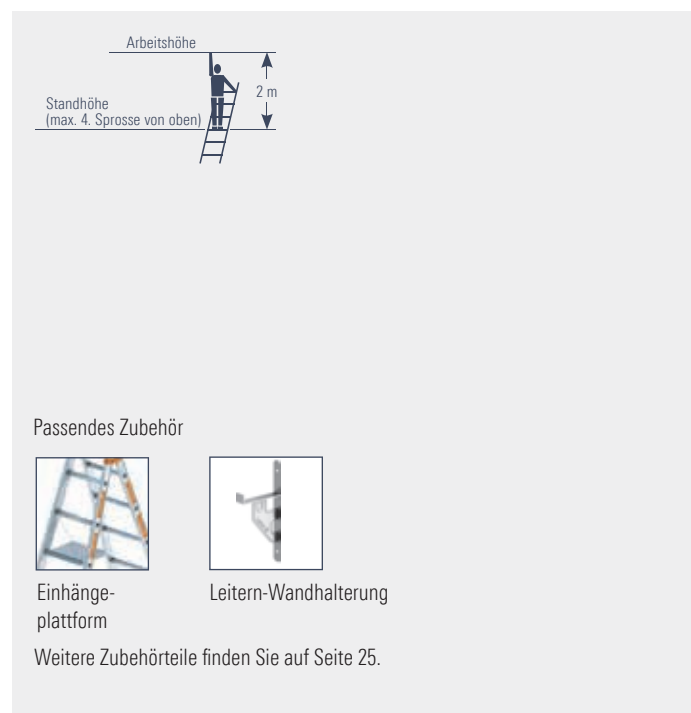 Arbeitshöhe
2 m
Standhöhe
(max. 4. Sprosse von oben)
Passendes Zubehör
Einhänge-
plattform
Leitern-Wandhalterung
Weitere Zubehörteile finden Sie auf Seite 25.